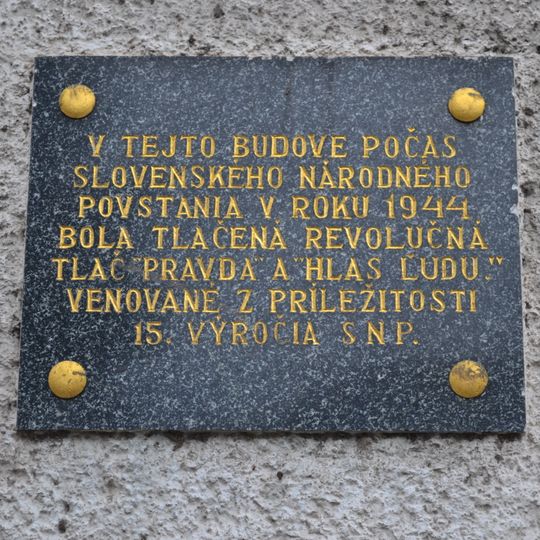 V TEJTO BUDOVE POČAS
SLOVENSKÉHO NÁRODNÉHO
POVSTANIA V ROKU 1944
BOLA TLAČENÁ REVOLUČNÁ
TLAČ "PRAVDA" A "HLAS ĽUDU."
VENOVANÉ Z PRÍLEŽITOSTI
15. VÝROČIA S N P.